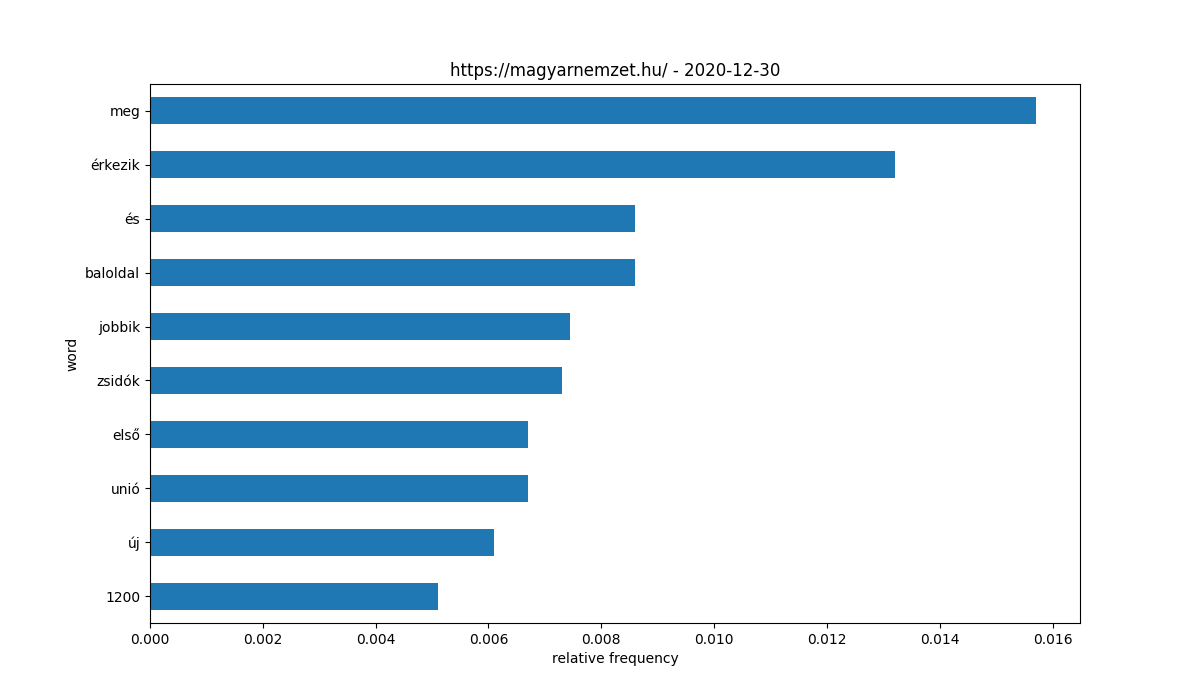 https://magyarnemzet.hu/ - 2020-12-30
meg
érkezik
és
baloldal
jobbik
zsidók
első
unió
új
1200
word
0.000 0.002 0.004 0.006 0.008 0.010 0.012 0.014 0.016
relative frequency